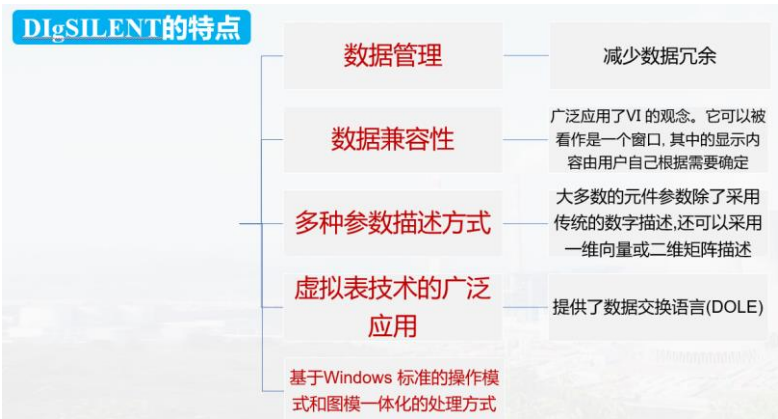 DIgSILENT的特点
数据管理
减少数据冗余
数据兼容性
广泛应用了VI 的观念。它可以被
看作是一个窗口, 其中的显示内
容由用户自己根据需要确定
多种参数描述方式
大多数的元件参数除了采用
传统的数字描述,还可以采用
一维向量或二维矩阵描述
虚拟表技术的广泛
应用
提供了数据交换语言(DOLE)
基于Windows 标准的操作模
式和图模一体化的处理方式